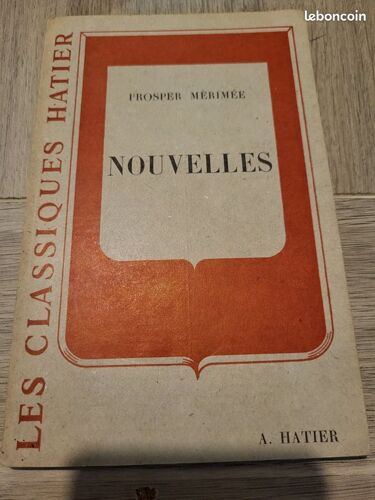 leboncoin
PROSPER MÉRIMÉE
NOUVELLES
LES CLASSIQUES HATIER
A. HATIER